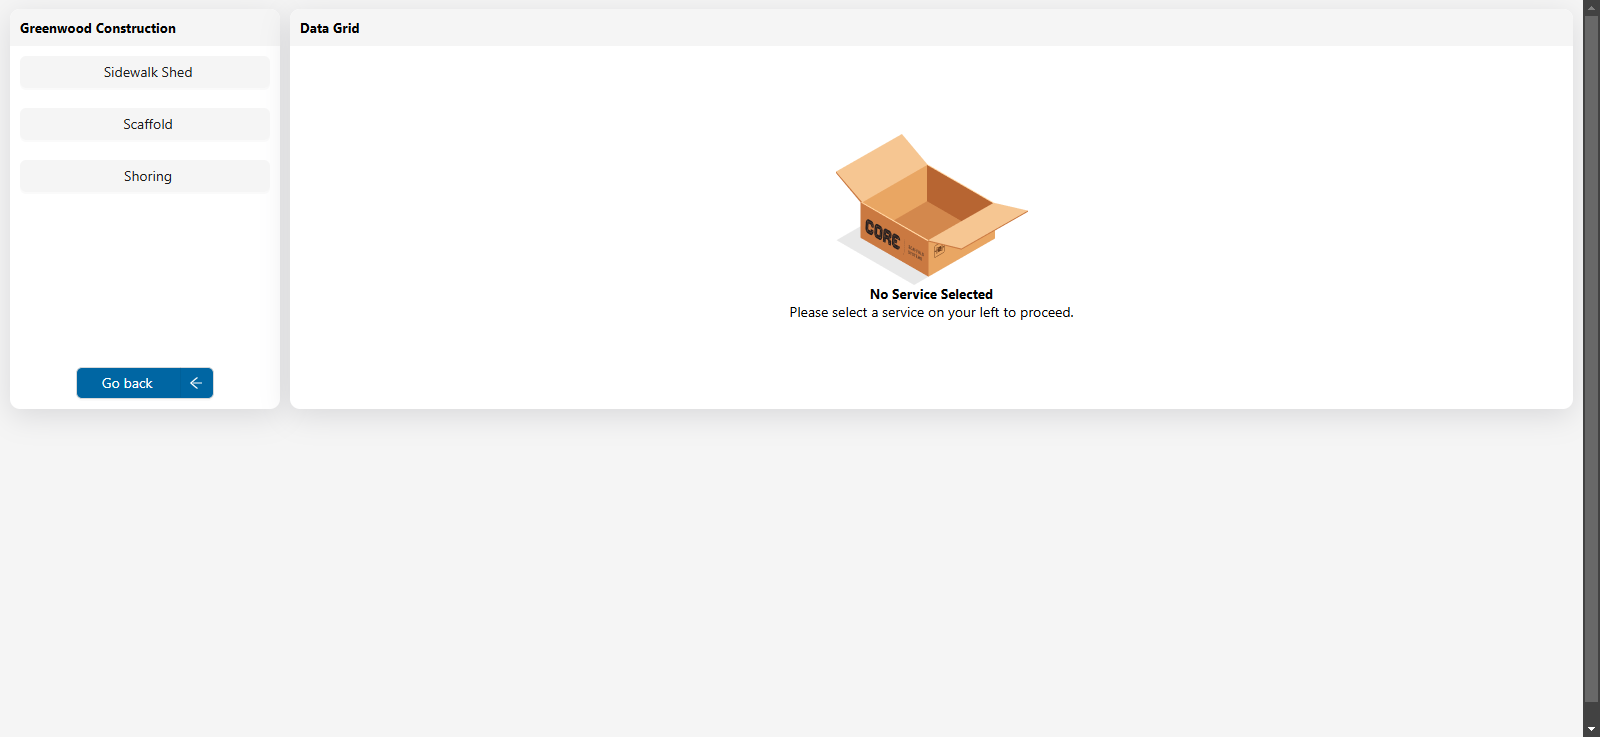 Greenwood Construction
Sidewalk Shed
Scaffold
Shoring
Go back
Data Grid
CORE
No Service Selected
Please select a service on your left to proceed.